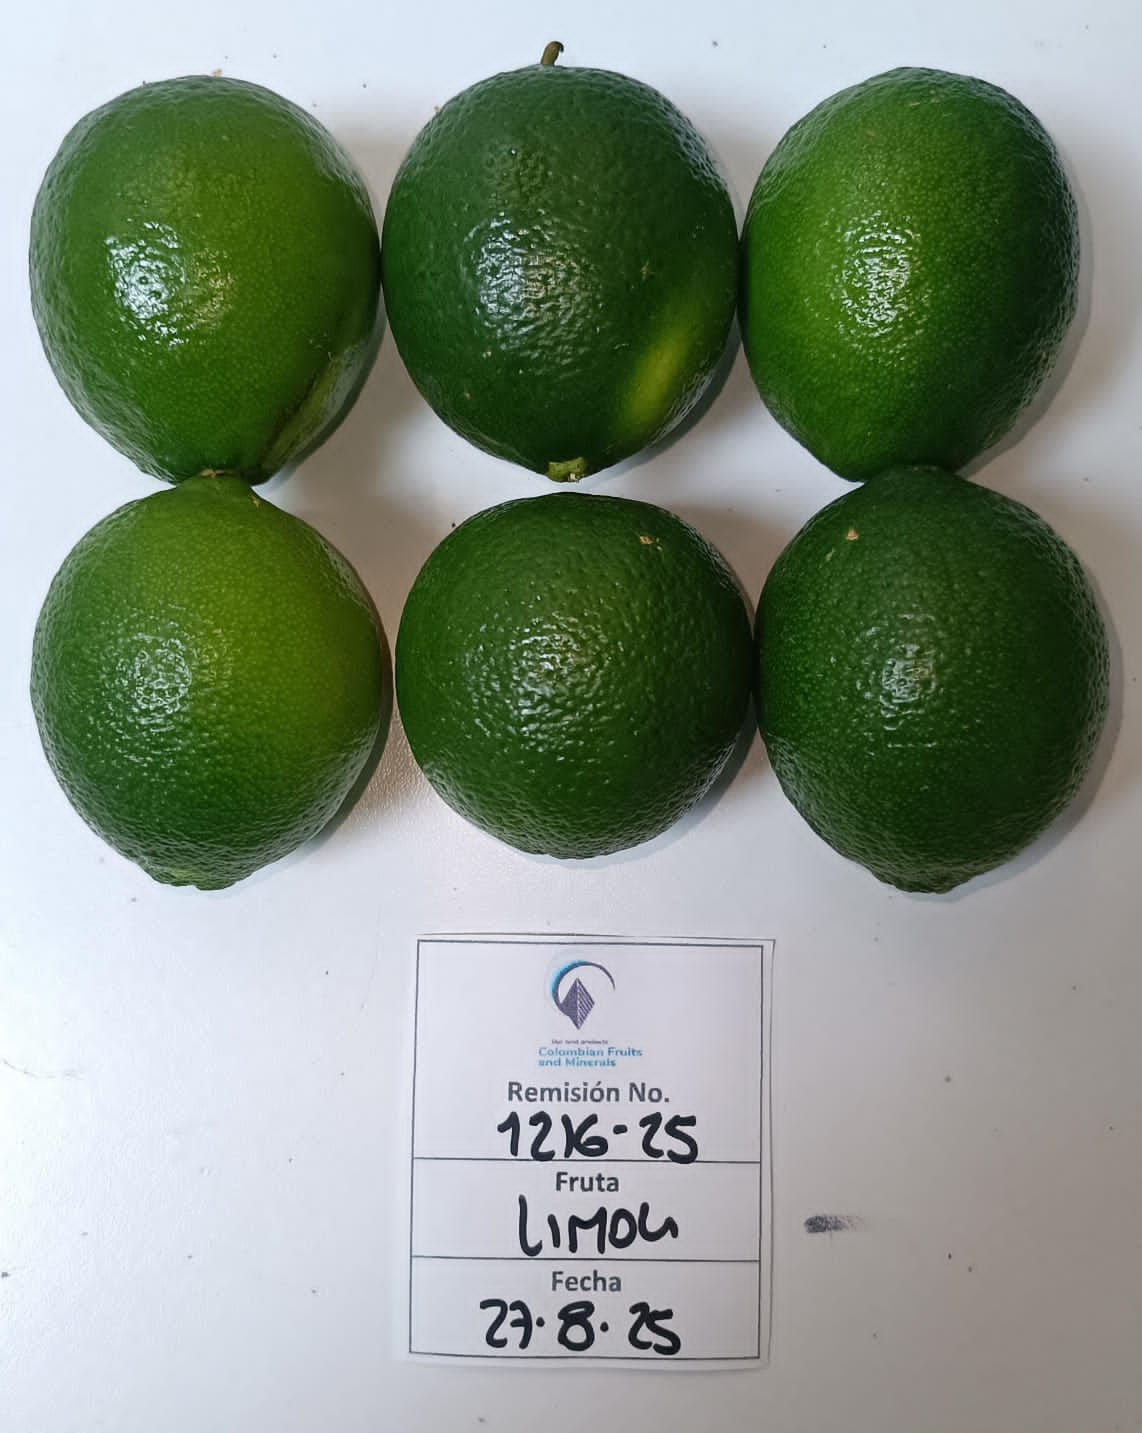 Colombian Fruits
and Minerals
Remisión No.
1216-25
Fruta
LIMON
Fecha
27.8.25